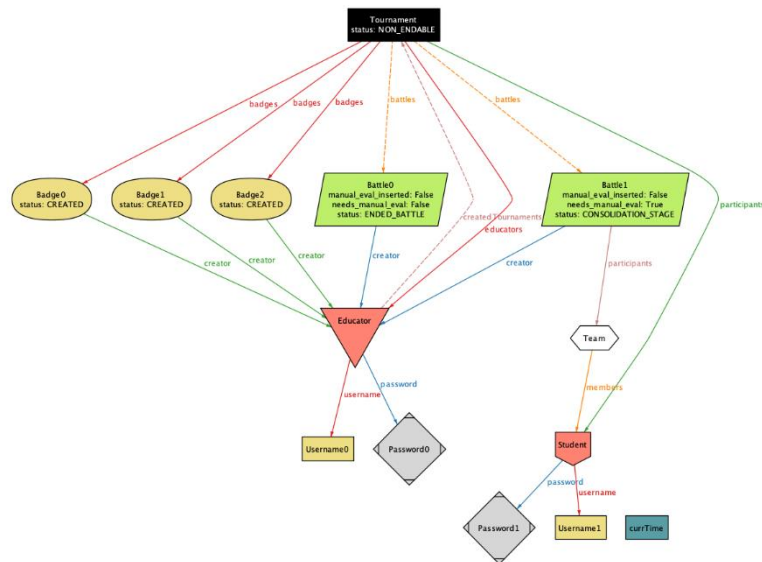 Tournament
status: NON_ENDABLE
badges
badges
badges
battles
battles
Badge0
status: CREATED
Badge1
status: CREATED
Badge2
status: CREATED
Battle0
manual_eval_inserted: False
needs_manual_eval: False
status: ENDED_BATTLE
Battle1
manual_eval_inserted: False
needs_manual_eval: True
status: CONSOLIDATION_STAGE
createdTournaments
educators
participants
creator
creator
creator
creator
creator
participants
Educator
Team
username
password
members
Username0
Password0
Student
password
username
Password1
Username1
currTime